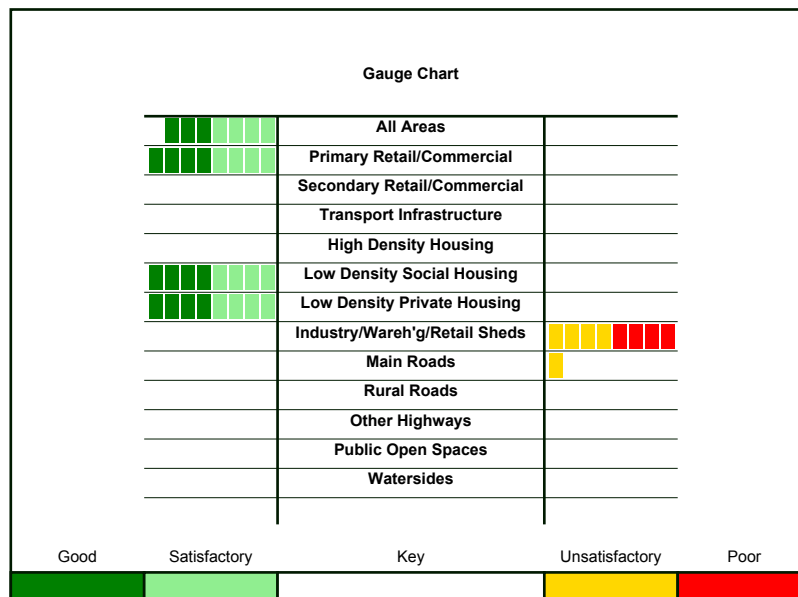 Gauge Chart
All Areas
Primary Retail/Commercial
Secondary Retail/Commercial
Transport Infrastructure
High Density Housing
Low Density Social Housing
Low Density Private Housing
Industry/Wareh'g/Retail Sheds
Main Roads
Rural Roads
Other Highways
Public Open Spaces
Watersides
Good Satisfactory Key Unsatisfactory Poor